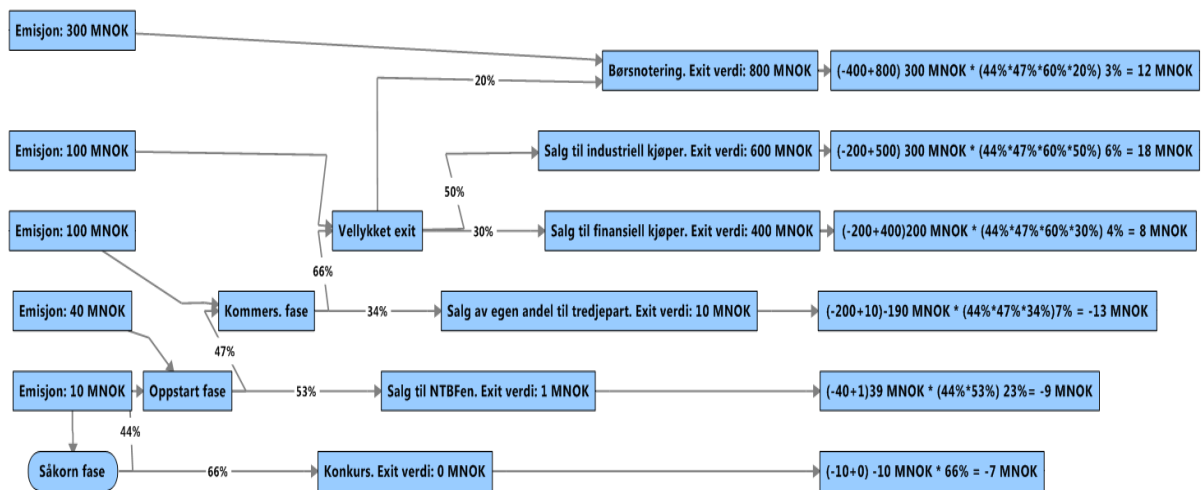 Emisjon: 300 MNOK
Børsnotering. Exit verdi: 800 MNOK
(-400+800) 300 MNOK * (44%*47%*60%*20%) 3% = 12 MNOK
20%
Emisjon: 100 MNOK
Salg til industriell kjøper. Exit verdi: 600 MNOK
(-200+500) 300 MNOK * (44%*47%*60%*50%) 6% = 18 MNOK
50%
Emisjon: 100 MNOK
Vellykket exit
30%
Salg til finansiell kjøper. Exit verdi: 400 MNOK
(-200+400)200 MNOK * (44%*47%*60%*30%) 4% = 8 MNOK
66%
Emisjon: 40 MNOK
Kommers. fase
34%
Salg av egen andel til tredjepart. Exit verdi: 10 MNOK
(-200+10)-190 MNOK * (44%*47%*34%)7% = -13 MNOK
47%
Emisjon: 10 MNOK
Oppstart fase
53%
Salg til NTBFen. Exit verdi: 1 MNOK
(-40+1)39 MNOK * (44%*53%) 23%= -9 MNOK
44%
Såkorn fase
66%
Konkurs. Exit verdi: 0 MNOK
(-10+0) -10 MNOK * 66% = -7 MNOK